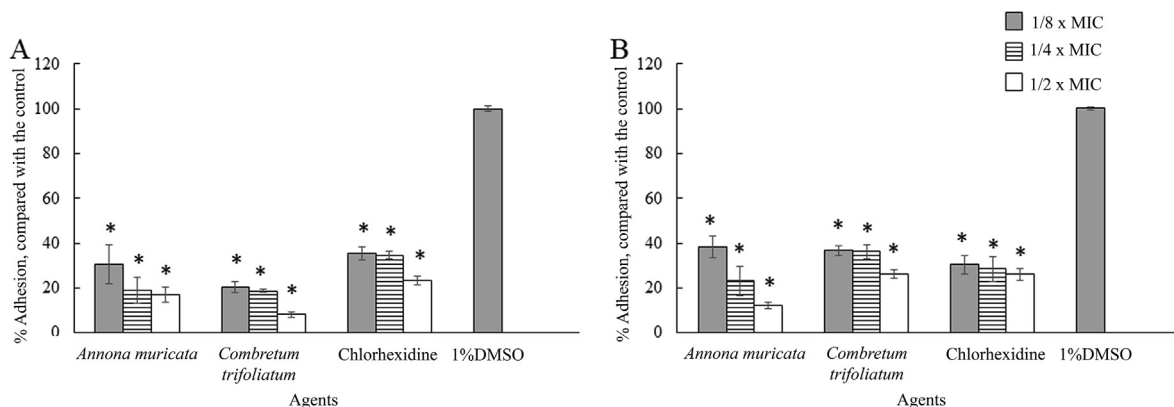 1/8 x MIC
1/4 x MIC
1/2 x MIC
A
% Adhesion, compared with the control
120
100
80
60
40
20
0
* * * * * * * * *
Annona muricata
Combretum
trifoliatum
Chlorhexidine
1%DMSO
Agents
B
% Adhesion, compared with the control
120
100
80
60
40
20
0
* * * * * * * * *
Annona muricata
Combretum
trifoliatum
Chlorhexidine
1%DMSO
Agents